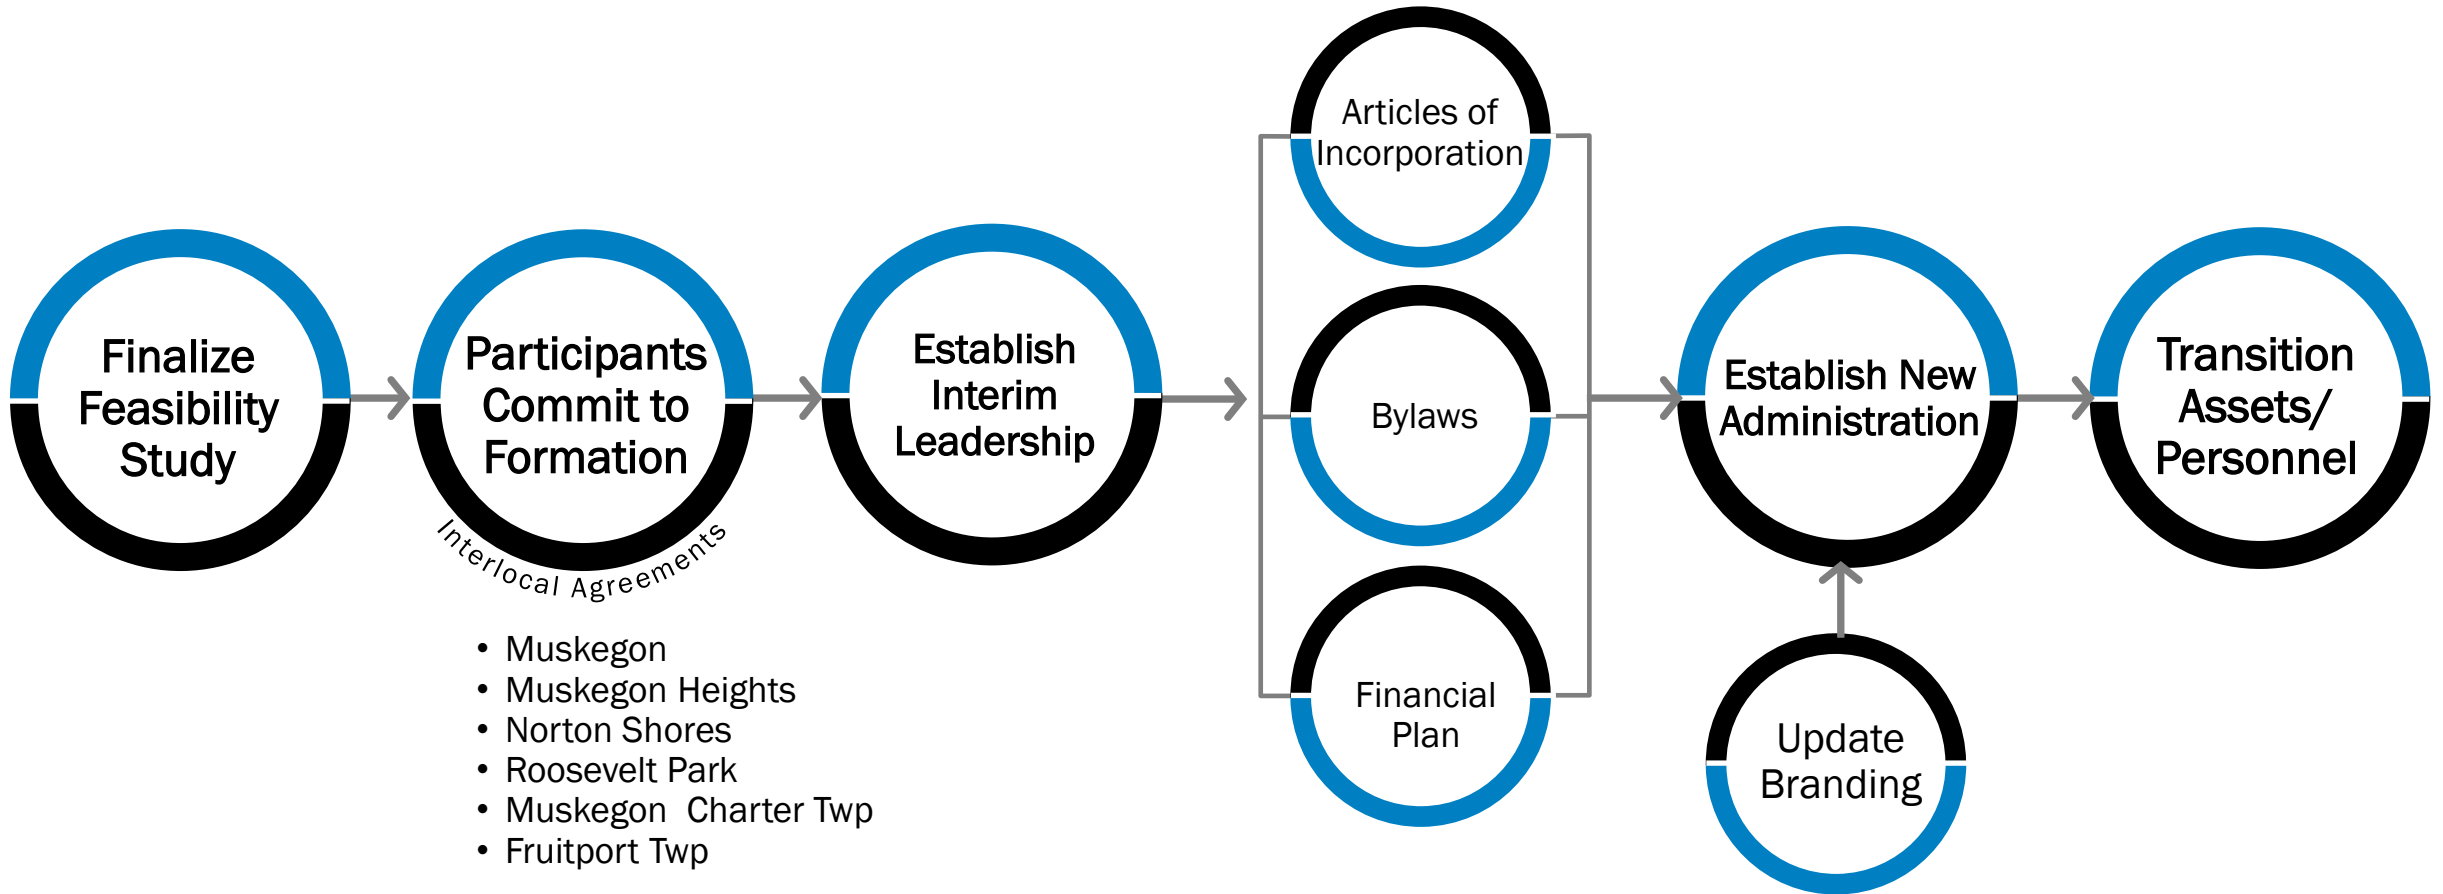 Finalize
Feasibility
Study
Participants
Commit to
Formation
Interlocal Agreements
• Muskegon
• Muskegon Heights
• Norton Shores
• Roosevelt Park
• Muskegon  Charter Twp
• Fruitport Twp
Establish
Interim
Leadership
Articles of
Incorporation
Bylaws
Financial
Plan
Establish New
Administration
Update
Branding
Transition
Assets/
Personnel